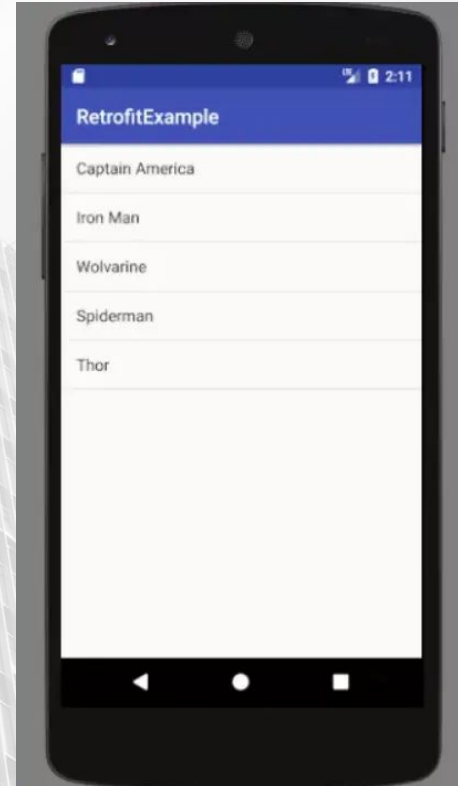 2:11
RetrofitExample
Captain America
Iron Man
Wolvarine
Spiderman
Thor